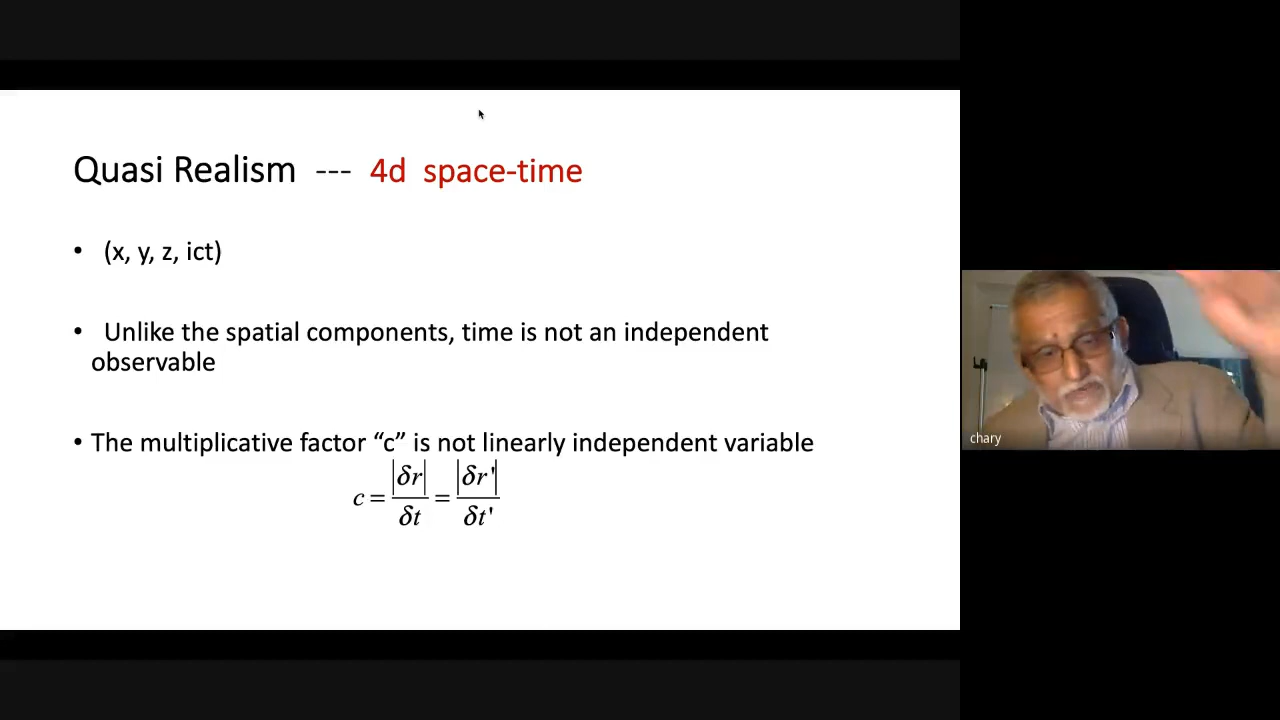 Quasi Realism --- 4d space-time
• (x, y, z, ict)
• Unlike the spatial components, time is not an independent
observable
• The multiplicative factor “c” is not linearly independent variable
c = |δr| / δt = |δr'| / δt'
chary